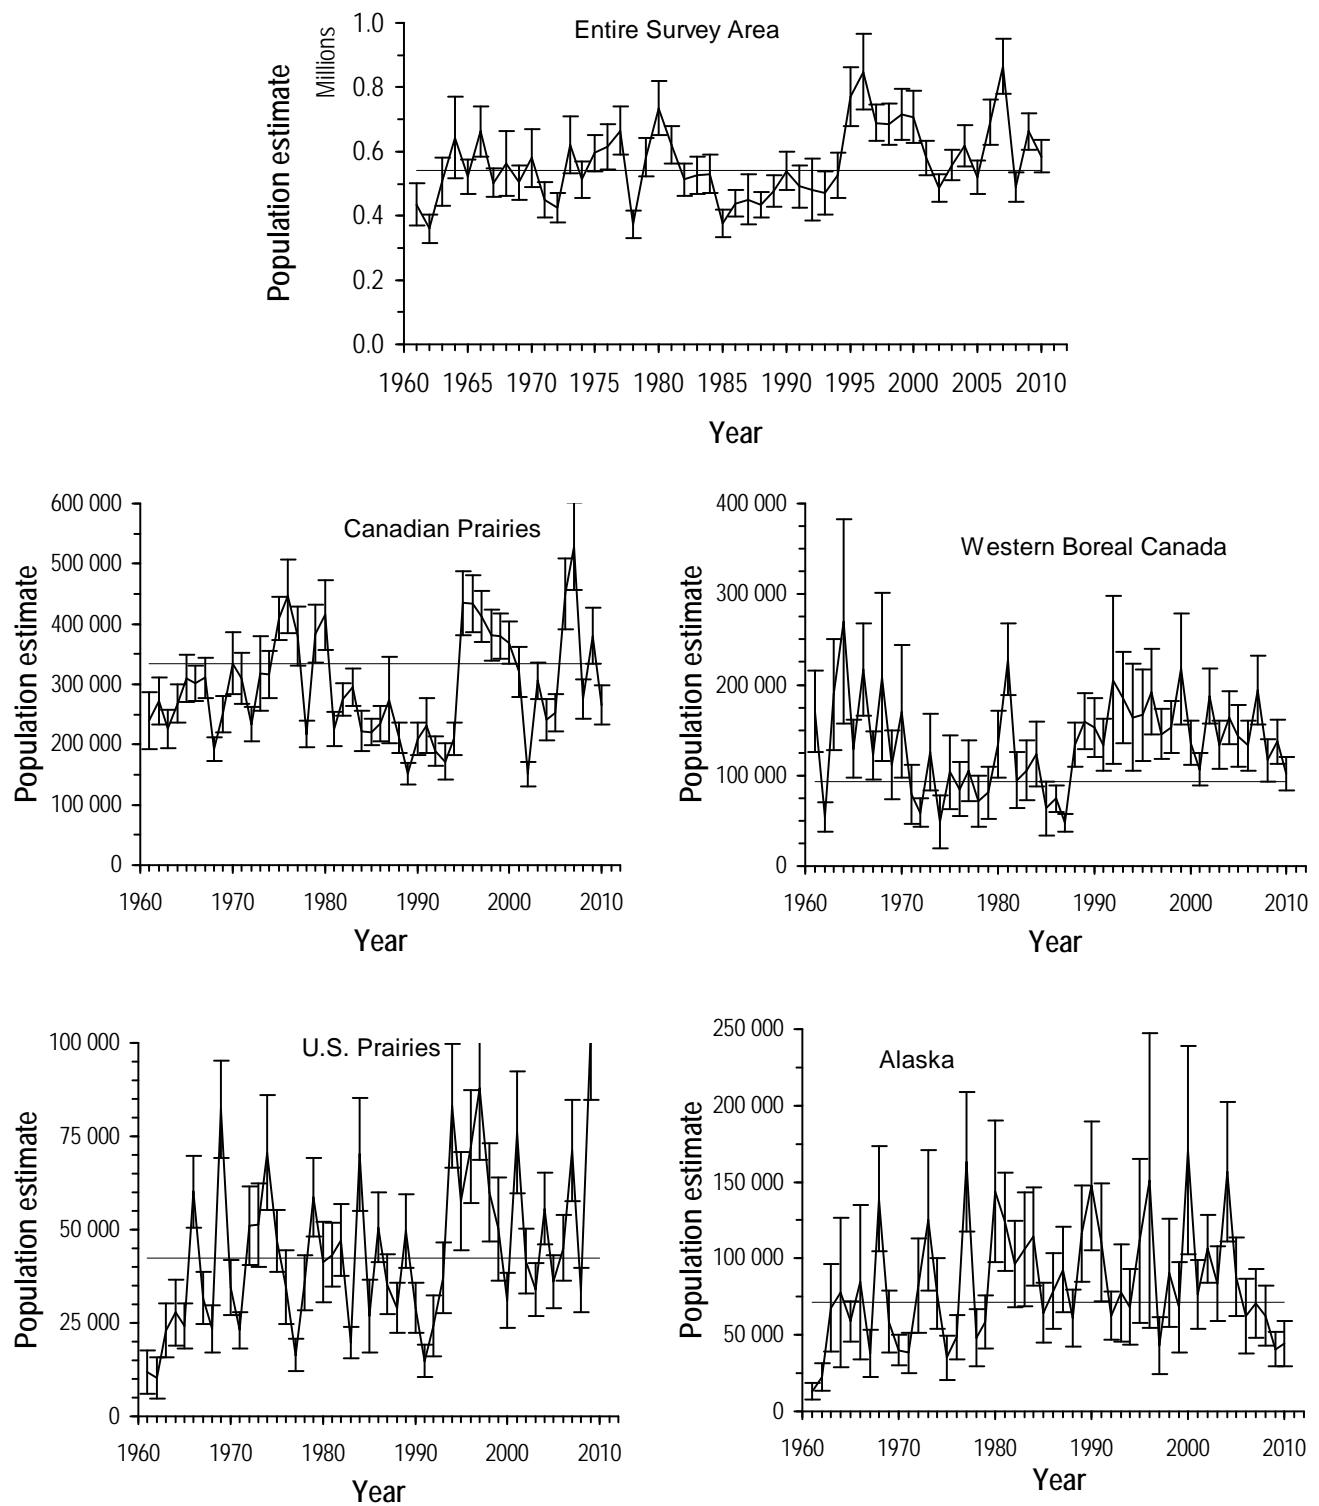 Entire Survey Area
Population estimate
Millions
1.0
0.8
0.6
0.4
0.2
0.0
1960 1965 1970 1975 1980 1985 1990 1995 2000 2005 2010
Year
Canadian Prairies
Population estimate
600 000
500 000
400 000
300 000
200 000
100 000
0
1960 1970 1980 1990 2000 2010
Year
Western Boreal Canada
Population estimate
400 000
300 000
200 000
100 000
0
1960 1970 1980 1990 2000 2010
Year
U.S. Prairies
Population estimate
100 000
75 000
50 000
25 000
0
1960 1970 1980 1990 2000 2010
Year
Alaska
Population estimate
250 000
200 000
150 000
100 000
50 000
0
1960 1970 1980 1990 2000 2010
Year